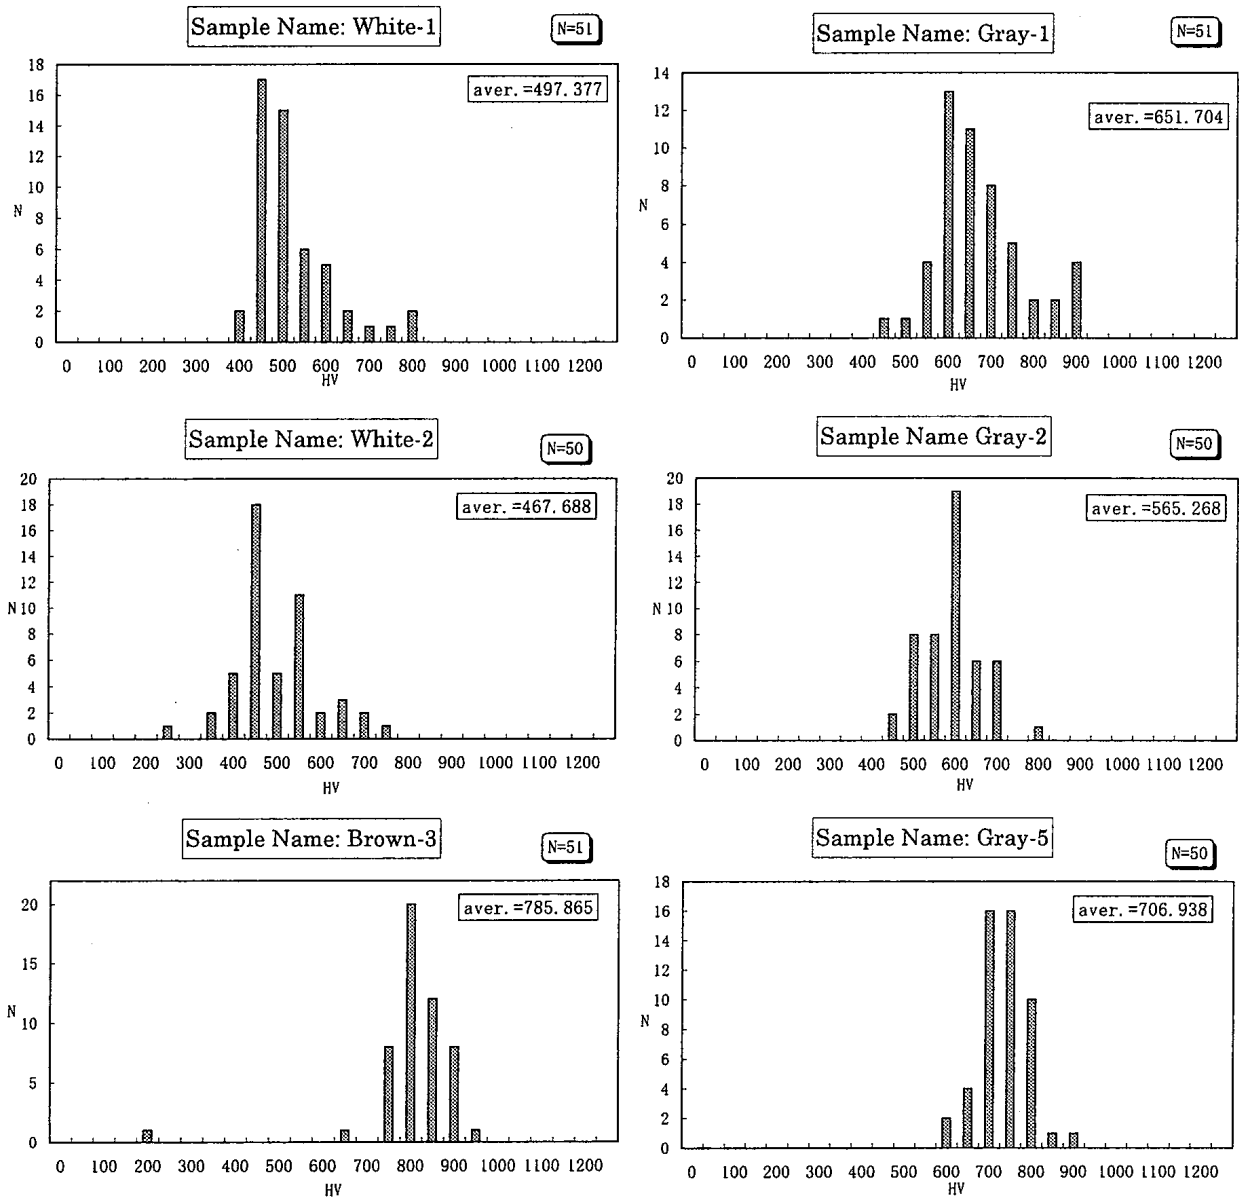 Sample Name: White-1
N=51
aver.=497.377
18
16
14
12
10
8
6
4
2
0
N
0 100 200 300 400 500 600 700 800 900 1000 1100 1200
HV
Sample Name: Gray-1
N=51
aver.=651.704
14
12
10
8
6
4
2
0
N
0 100 200 300 400 500 600 700 800 900 1000 1100 1200
HV
Sample Name: White-2
N=50
aver.=467.688
20
18
16
14
12
N 10
8
6
4
2
0
0 100 200 300 400 500 600 700 800 900 1000 1100 1200
HV
Sample Name Gray-2
N=50
aver.=565.268
20
18
16
14
12
N 10
8
6
4
2
0
0 100 200 300 400 500 600 700 800 900 1000 1100 1200
HV
Sample Name: Brown-3
N=51
aver.=785.865
20
15
N
10
5
0
0 100 200 300 400 500 600 700 800 900 1000 1100 1200
HV
Sample Name: Gray-5
N=50
aver.=706.938
18
16
14
12
10
N
8
6
4
2
0
0 100 200 300 400 500 600 700 800 900 1000 1100 1200
HV